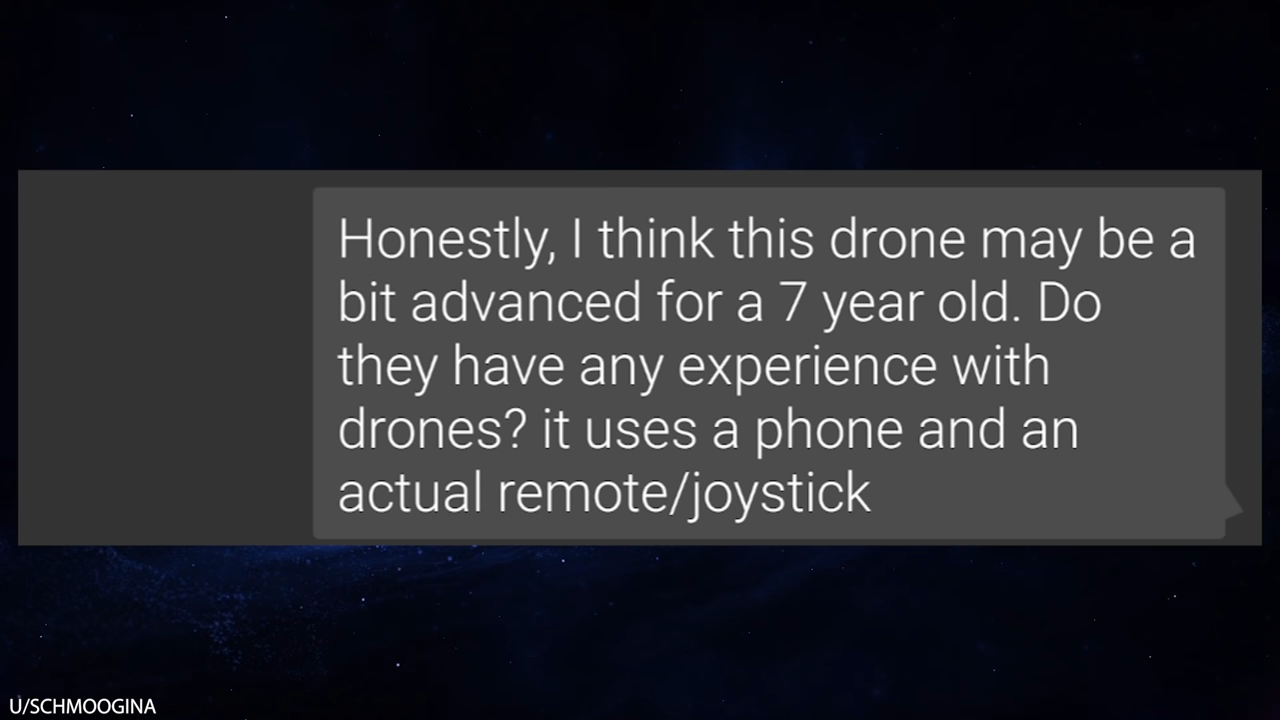 Honestly, I think this drone may be a
bit advanced for a 7 year old. Do
they have any experience with
drones? it uses a phone and an
actual remote/joystick
U/SCHMOOGINA